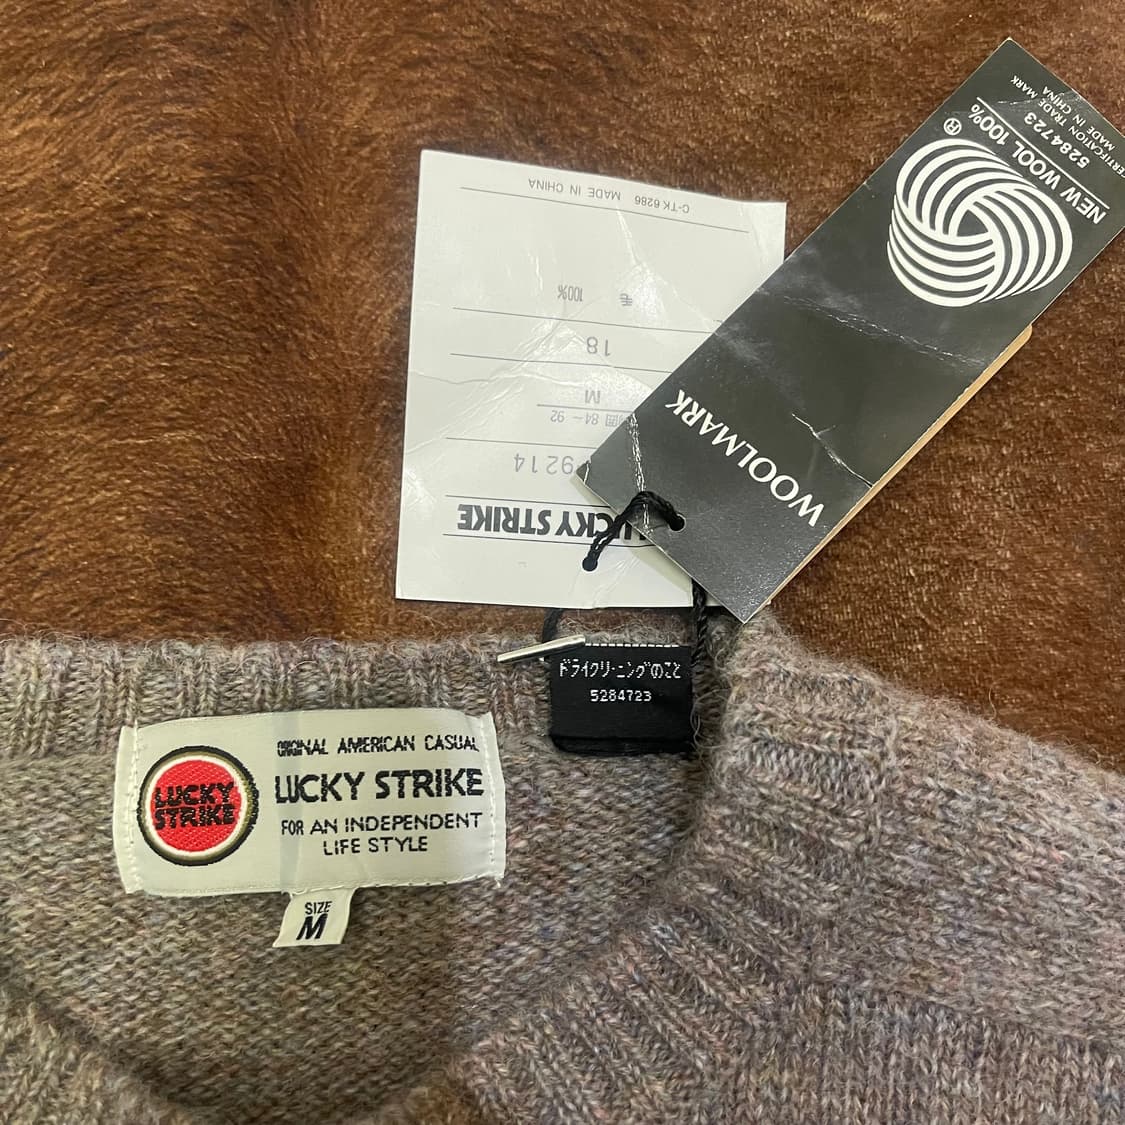 CERTIFICATION TRADE MARK
MADE IN CHINA
5284723
NEW WOOL 100%
®
WOOLMARK
LUCKY STRIKE
9214
囲 84~92
M
18
毛 100%
C-TK 6286 MADE IN CHINA
ドライクリーニングのこと
5284723
ORIGINAL AMERICAN CASUAL
LUCKY STRIKE
LUCKY STRIKE
FOR AN INDEPENDENT
LIFE STYLE
SIZE
M